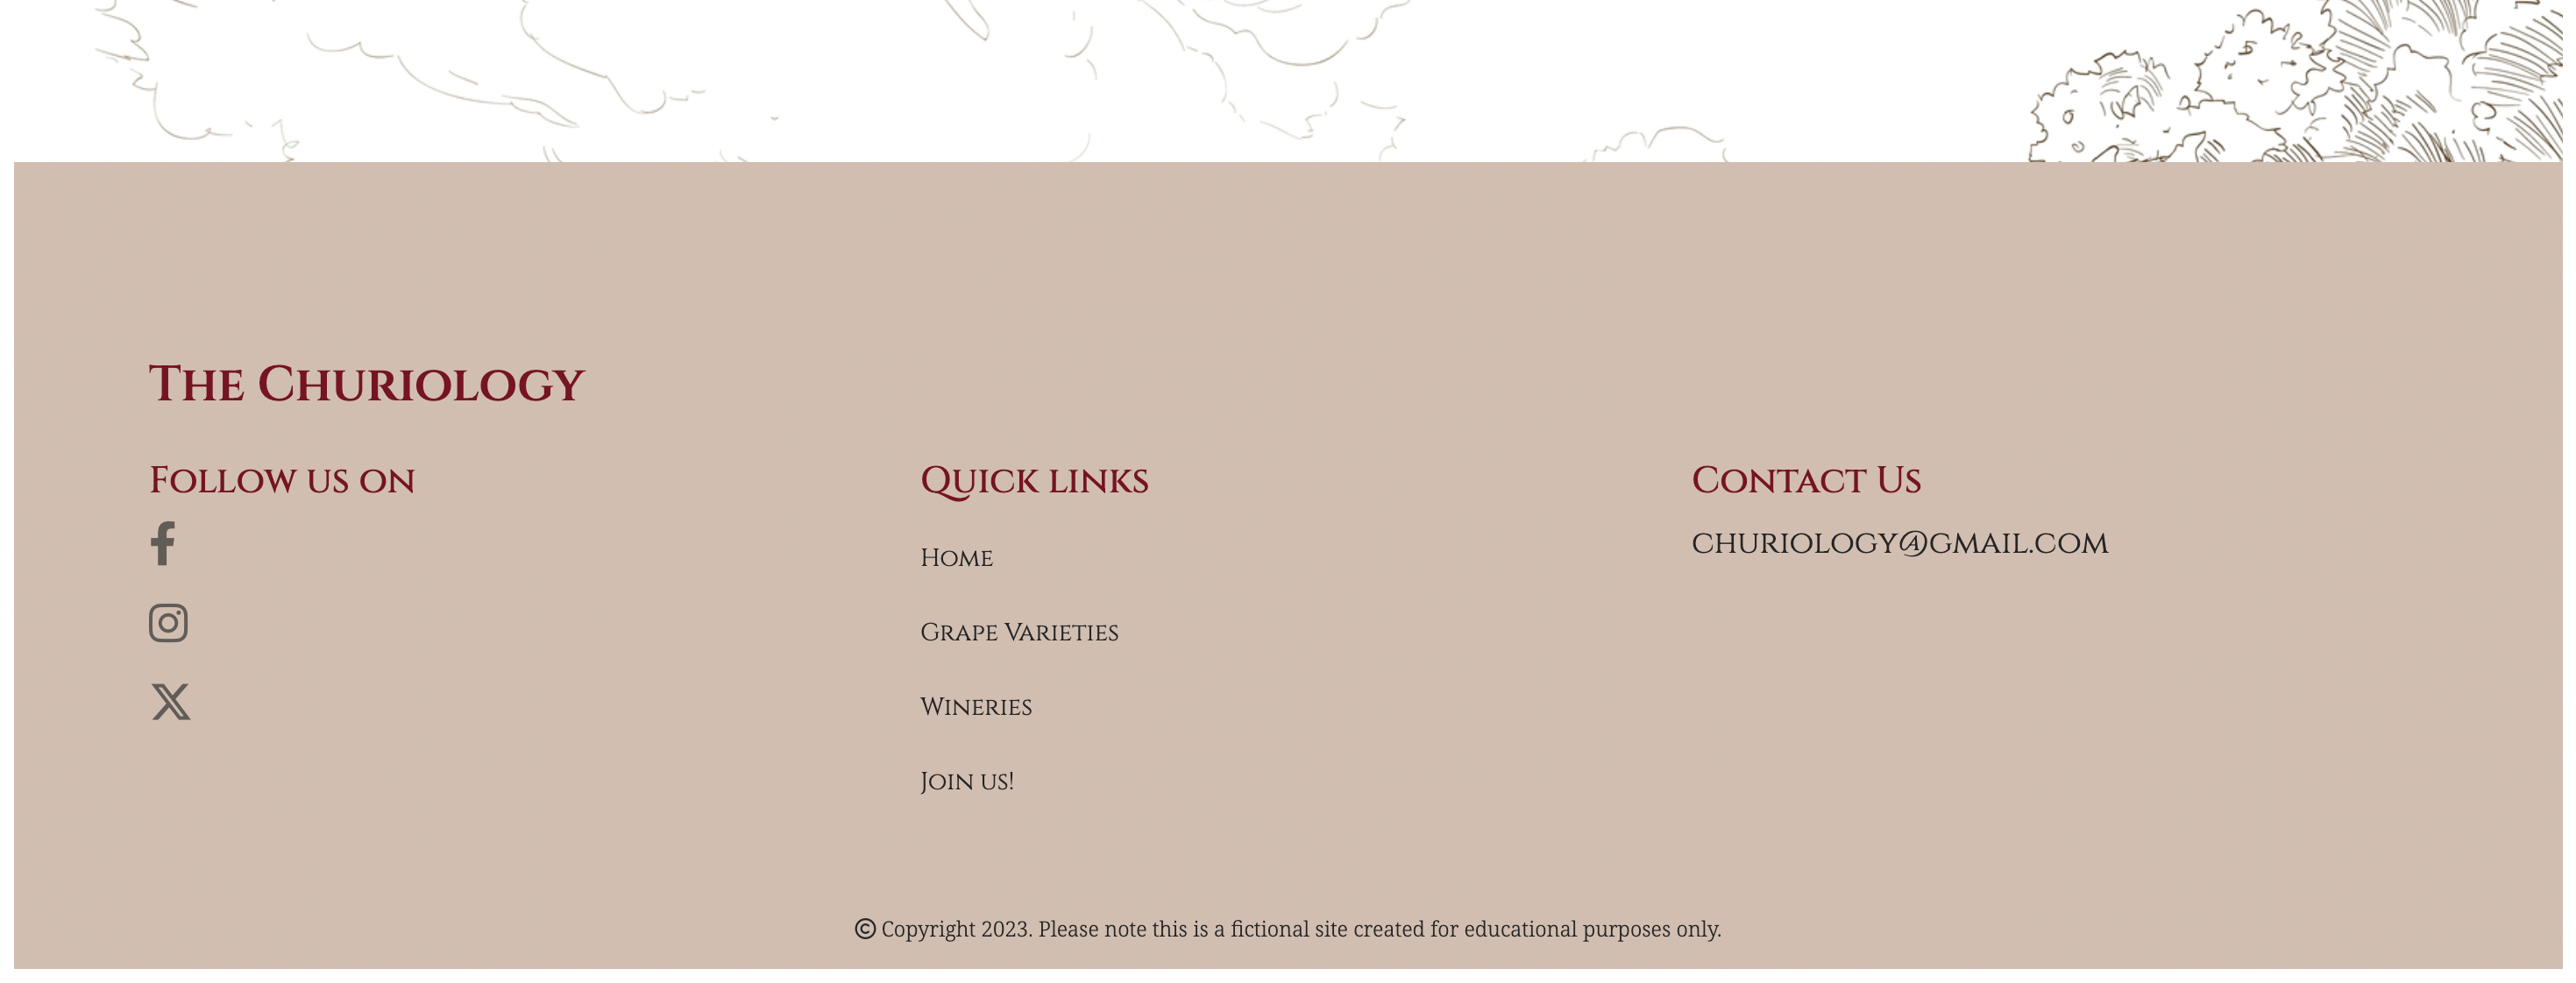 The Churiology
Follow us on
Quick links
Home
Grape Varieties
Wineries
Join us!
Contact Us
churiology@gmail.com
© Copyright 2023. Please note this is a fictional site created for educational purposes only.